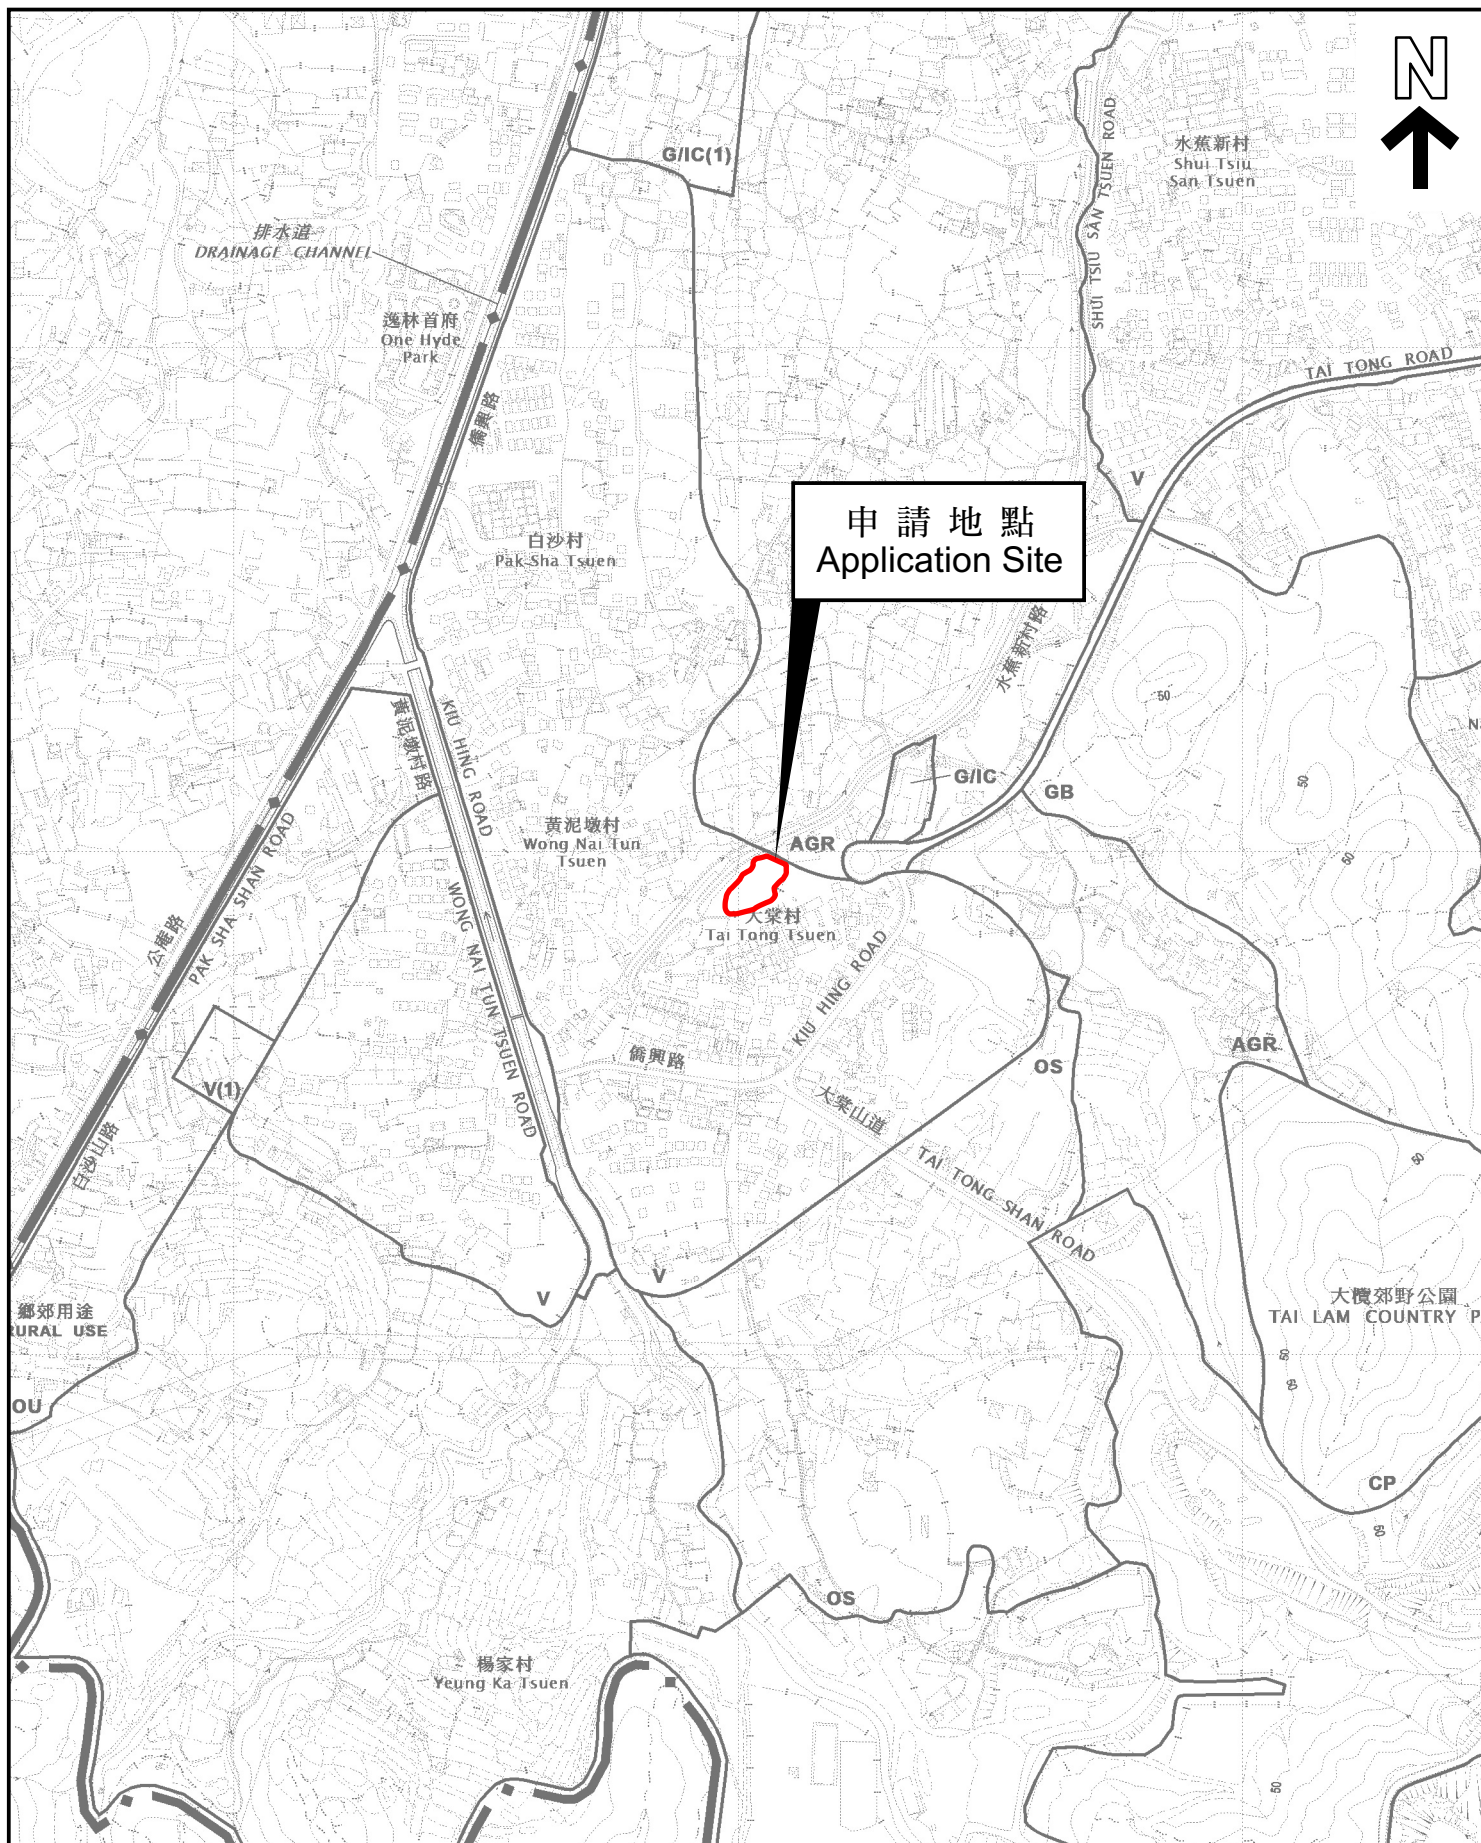 N
G/IC(1)
水蕉新村
Shui Tsiu
San Tsuen
SHUI TSIU SAN TSUEN ROAD
排水道
DRAINAGE CHANNEL
逸林首府
One Hyde
Park
僑興路
TAI TONG ROAD
V
申請地點
Application Site
白沙村
Pak Sha Tsuen
水蕉新村路
50
黃泥墩村路
KIU HING ROAD
G/IC
GB
50
黃泥墩村
Wong Nai Tun
Tsuen
AGR
50
PAK SHA SHAN ROAD
公庵路
WONG NAI TUN TSUEN ROAD
大棠村
Tai Tong Tsuen
KIU HING ROAD
僑興路
AGR
OS
V(1)
大棠山道
白沙山路
TAI TONG SHAN ROAD
50
V
V
鄉郊用途
RURAL USE
大欖郊野公園
TAI LAM COUNTRY P
50
50
OU
CP
50
OS
楊家村
Yeung Ka Tsuen
50